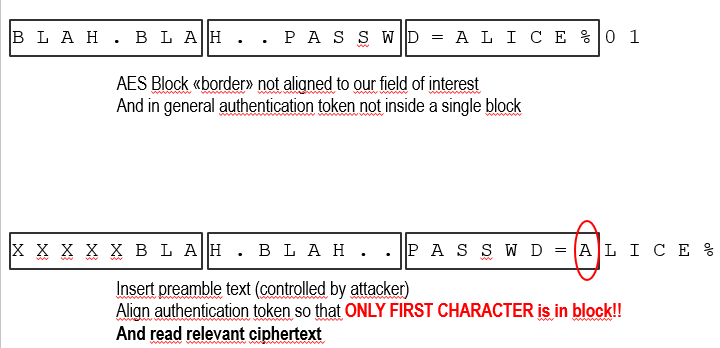 B L A H . B L A H . . P A S S W D = A L I C E % 0 1
AES Block «border» not aligned to our field of interest
And in general authentication token not inside a single block
X X X X X B L A H . B L A H . . P A S S W D = A L I C E %
Insert preamble text (controlled by attacker)
Align authentication token so that ONLY FIRST CHARACTER is in block!!
And read relevant ciphertext